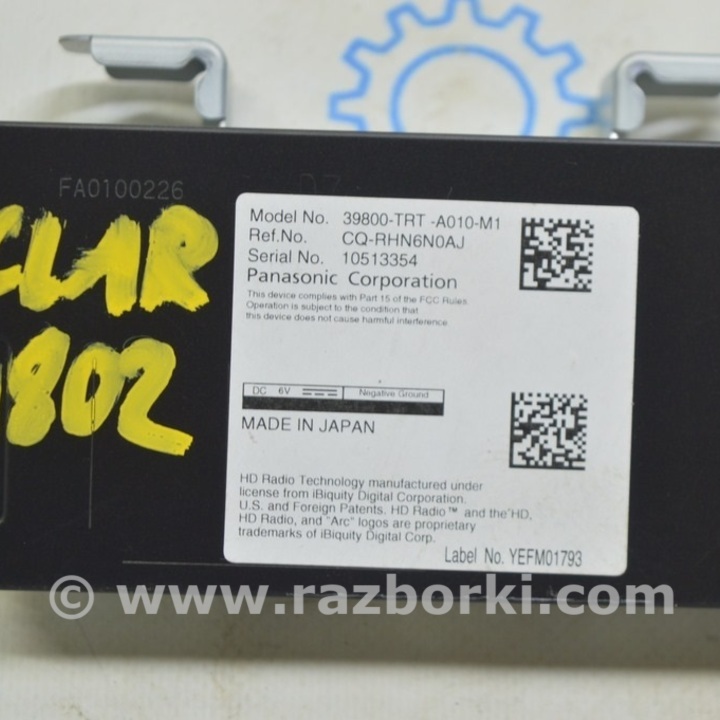 FA0100226
CLAR
802
Model No. 39800-TRT -A010-M1
Ref.No. CQ-RHN6N0AJ
Serial No. 10513354
Panasonic Corporation
This device complies with Part 15 of the FCC Rules
Operation is subject to the condition that
this device does not cause harmful interference
DC 6V Negative Ground
MADE IN JAPAN
HD Radio Technology manufactured under
license from iBiquity Digital Corporation.
U.S. and Foreign Patents. HD Radio™ and the HD,
HD Radio, and "Arc" logos are proprietary
trademarks of iBiquity Digital Corp.
Label No. YEFM01793
© www.razborki.com